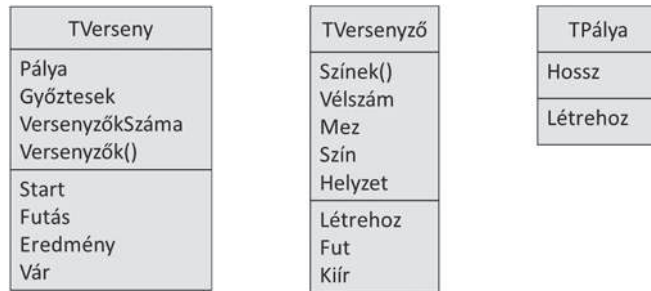 TVerseny
Pálya
Győztesek
VersenyzőkSzáma
Versenyzők()
Start
Futás
Eredmény
Vár
TVersenyző
Színek()
Vélszám
Mez
Szín
Helyzet
Létrehoz
Fut
Kiír
TPálya
Hossz
Létrehoz